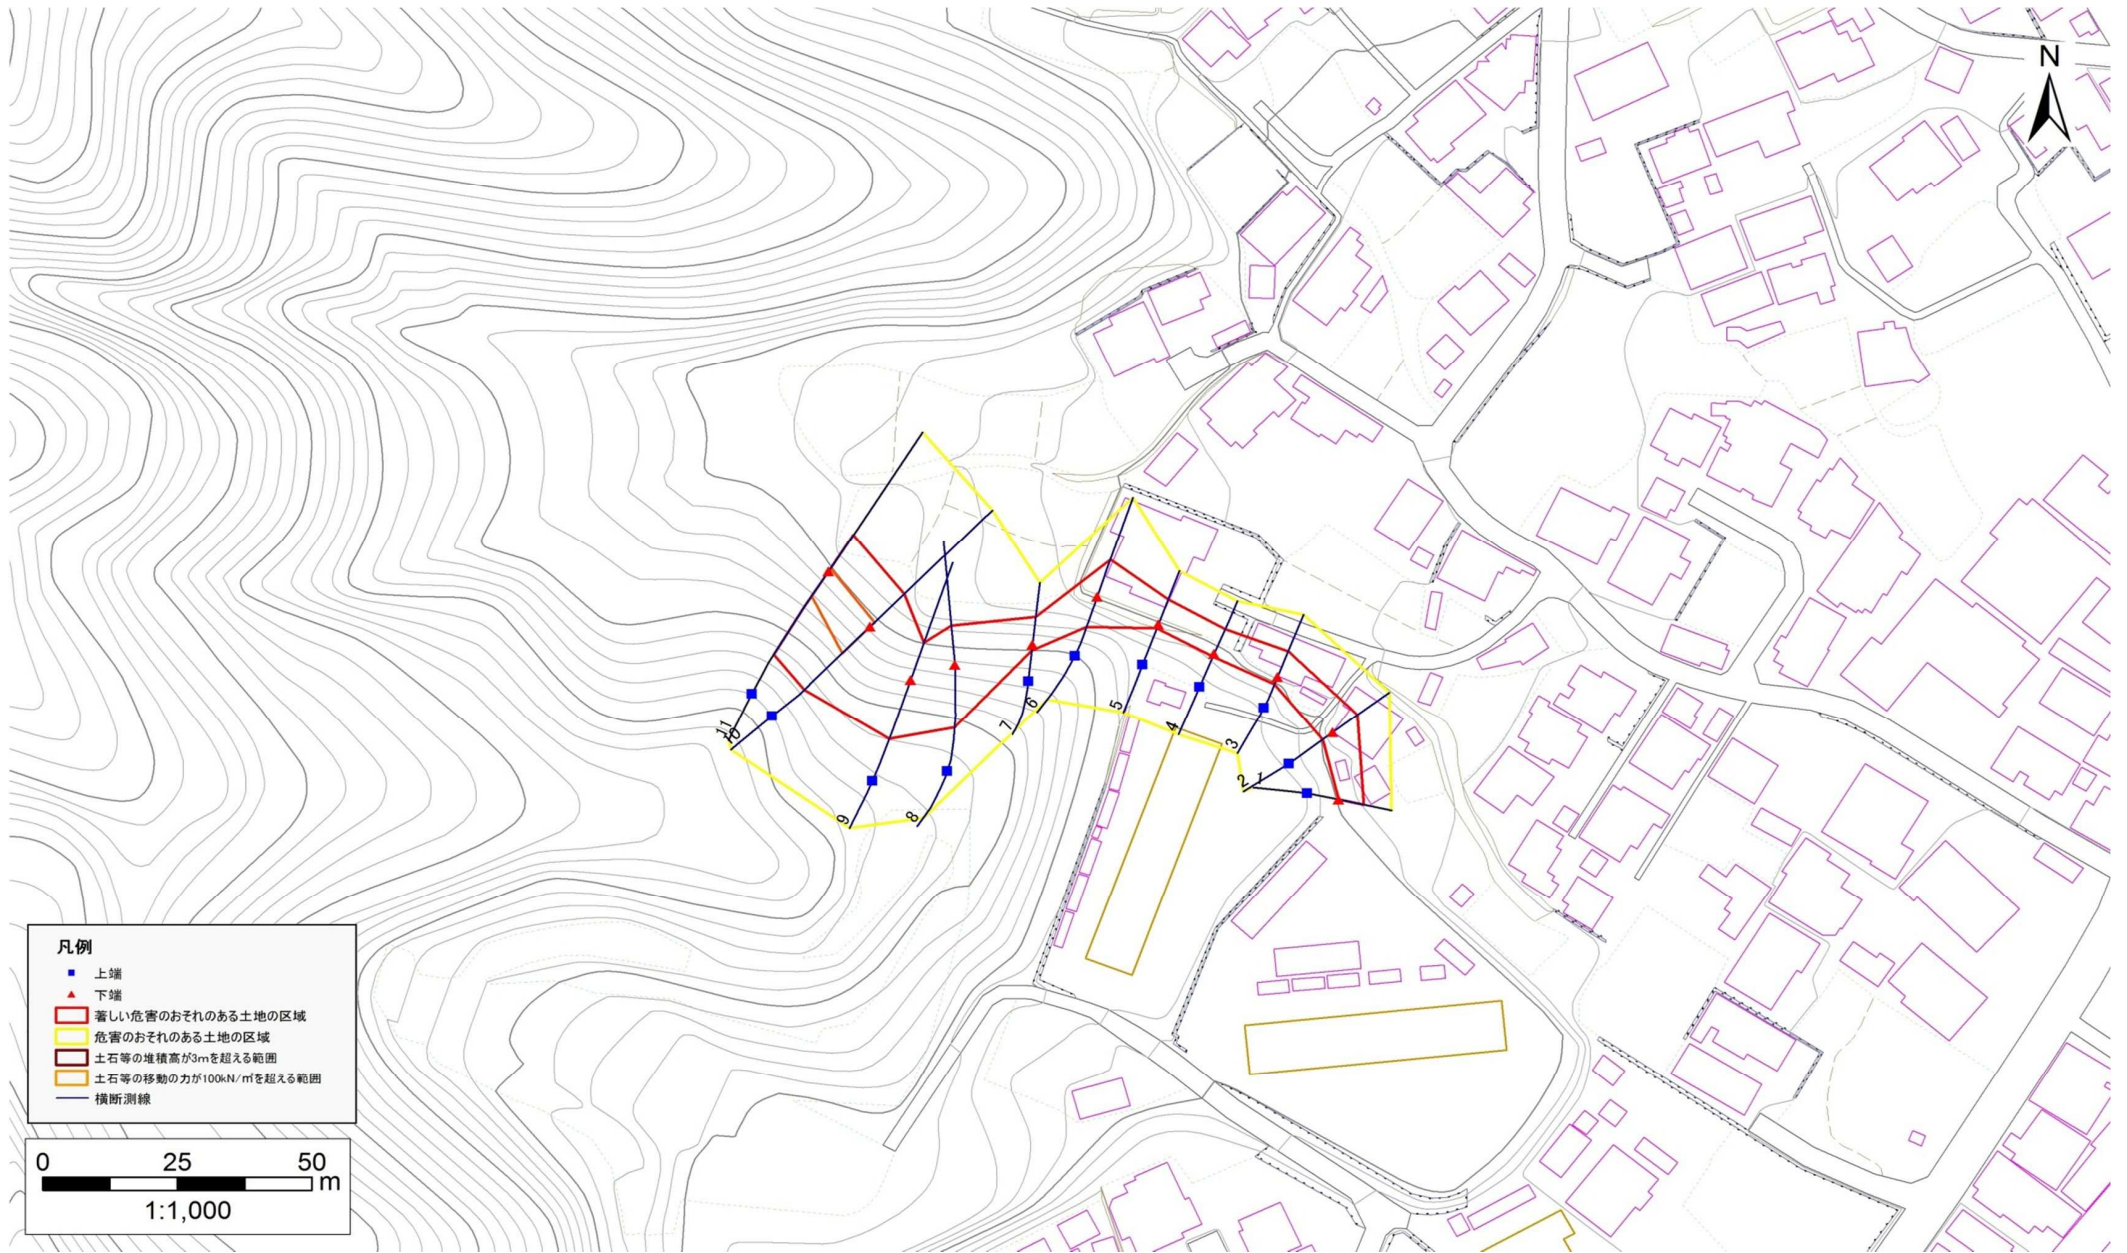 N
11
10
9
8
7
6
5
4
3
2
1
凡例
上端
下端
著しい危害のおそれのある土地の区域
危害のおそれのある土地の区域
土石等の堆積高が3mを超える範囲
土石等の移動の力が100kN/㎡を超える範囲
横断測線
0 25 50 m
1:1,000